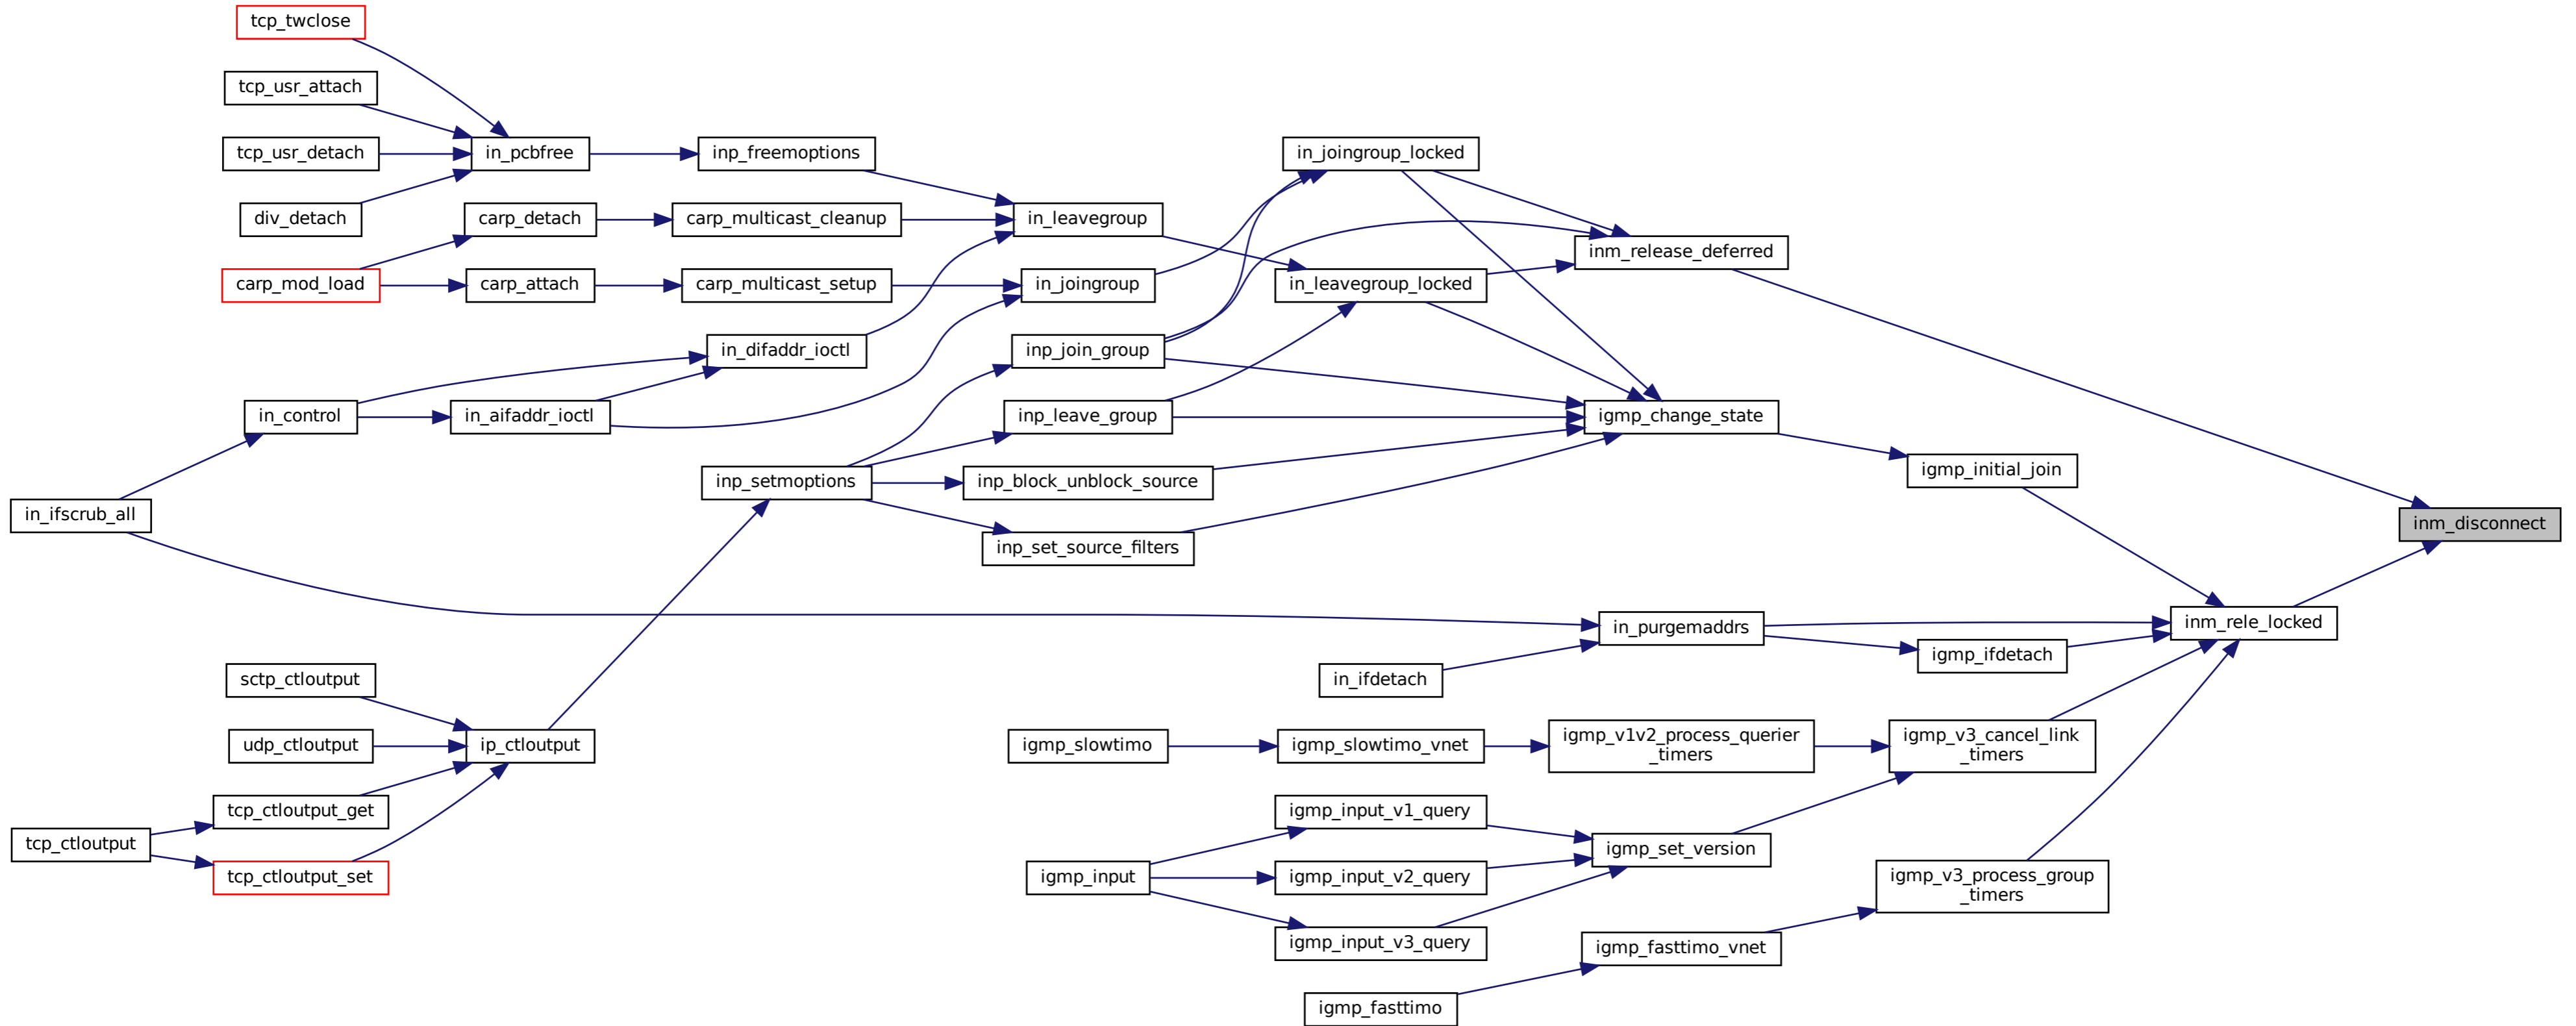 tcp_twclose
tcp_usr_attach
tcp_usr_detach
div_detach
carp_mod_load
in_control
in_ifscrub_all
sctp_ctloutput
udp_ctloutput
tcp_ctloutput_get
tcp_ctloutput
tcp_ctloutput_set
in_pcbfree
carp_detach
carp_attach
in_aifaddr_ioctl
ip_ctloutput
inp_freemoptions
carp_multicast_cleanup
carp_multicast_setup
in_difaddr_ioctl
inp_setmoptions
in_leavegroup
in_joingroup
inp_join_group
inp_leave_group
inp_block_unblock_source
inp_set_source_filters
igmp_slowtimo
igmp_input
in_joingroup_locked
in_leavegroup_locked
in_ifdetach
igmp_slowtimo_vnet
igmp_input_v1_query
igmp_input_v2_query
igmp_input_v3_query
igmp_fasttimo
inm_release_deferred
igmp_change_state
in_purgemaddrs
igmp_v1v2_process_querier
_timers
igmp_set_version
igmp_fasttimo_vnet
igmp_initial_join
igmp_ifdetach
igmp_v3_cancel_link
_timers
igmp_v3_process_group
_timers
inm_rele_locked
inm_disconnect